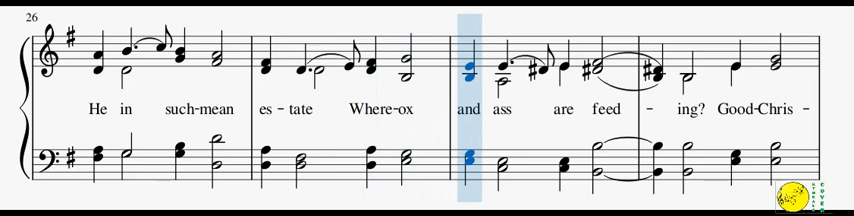 26
He in such-mean es - tate Where-ox and ass are feed - ing? Good-Chris -